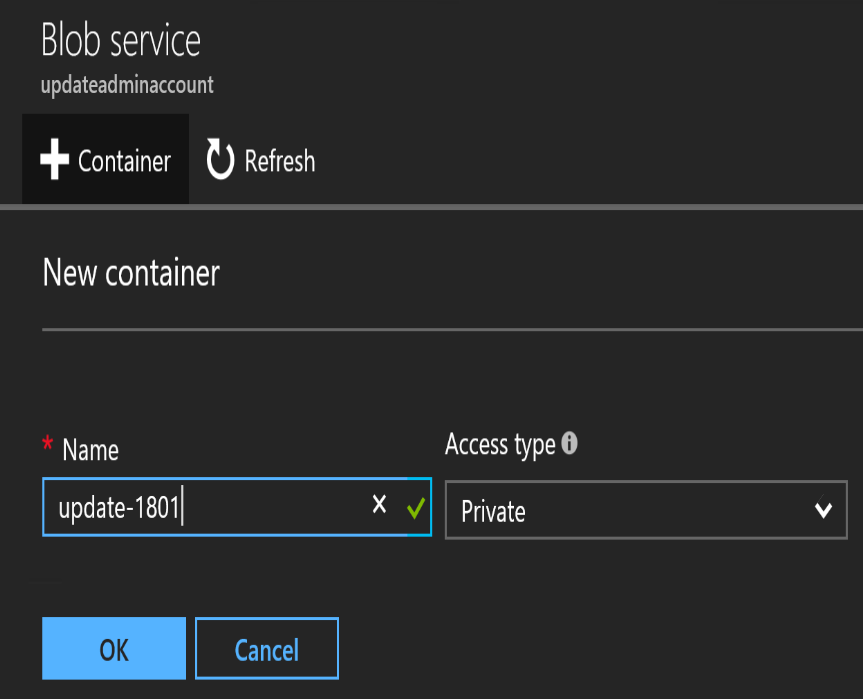 Blob service
updateadminaccount
Container Refresh
New container
* Name
Access type
update-1801
Private
OK Cancel